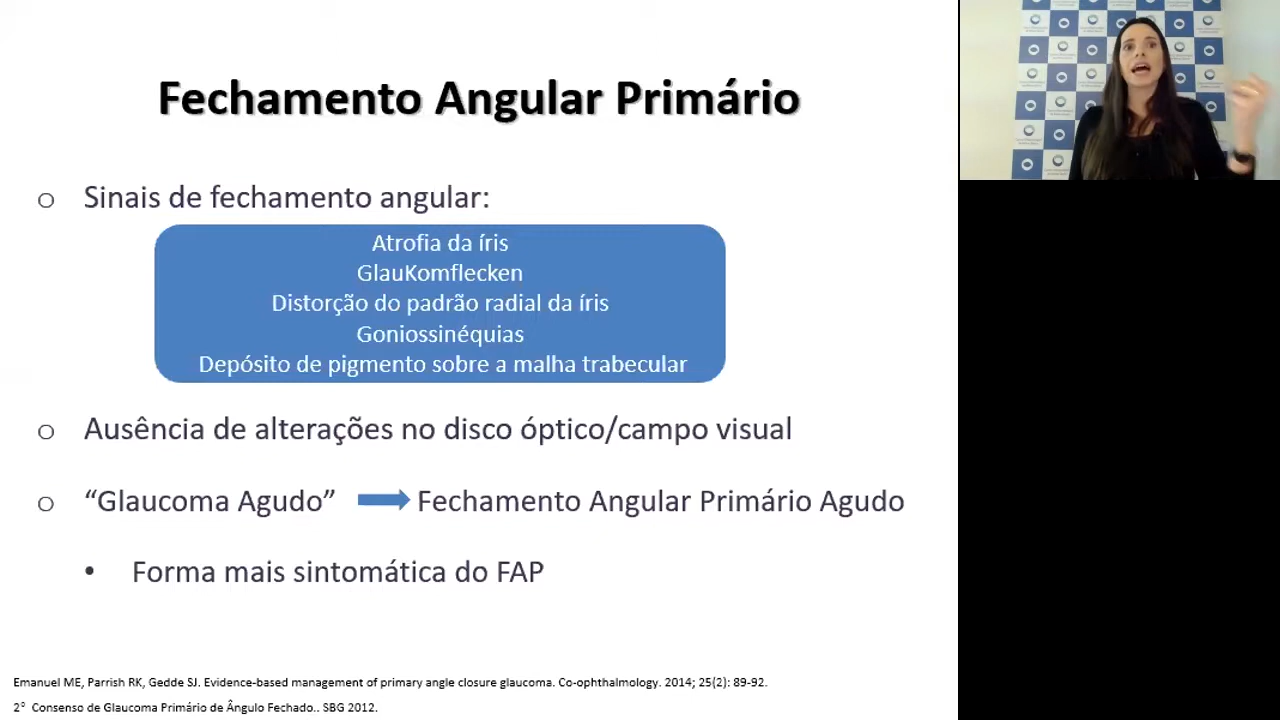 Fechamento Angular Primário
o Sinais de fechamento angular:
Atrofia da íris
GlauKomflecken
Distorção do padrão radial da íris
Goniossinéquias
Depósito de pigmento sobre a malha trabecular
o Ausência de alterações no disco óptico/campo visual
o “Glaucoma Agudo” Fechamento Angular Primário Agudo
• Forma mais sintomática do FAP
Emanuel ME, Parrish RK, Gedde SJ. Evidence-based management of primary angle closure glaucoma. Co-ophthalmology. 2014; 25(2): 89-92.
2° Consenso de Glaucoma Primário de Ângulo Fechado.. SBG 2012.